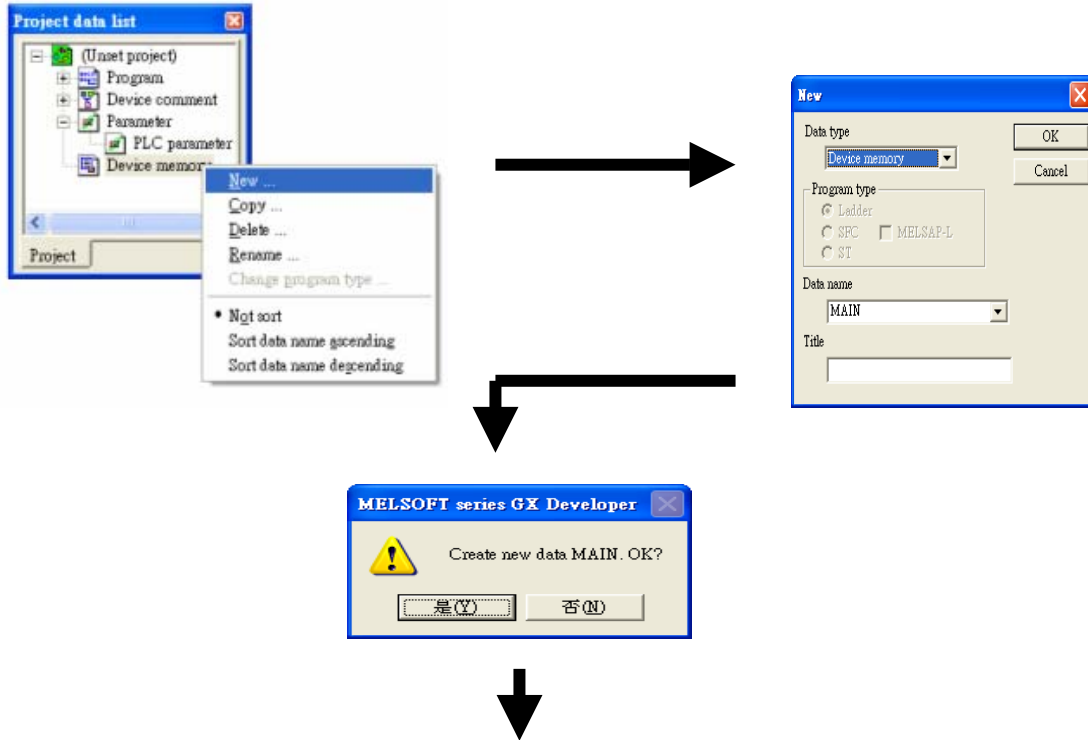 Project data list
(Unset project)
Program
Device comment
Parameter
PLC parameter
Device memory
Project
New ...
Copy ...
Delete ...
Rename ...
Change program type ...
Not sort
Sort data name ascending
Sort data name descending
New
Data type
Device memory
OK
Cancel
Program type
Ladder
SFC MELSAP-L
ST
Data name
MAIN
Title
MELSOFT series GX Developer
Create new data MAIN. OK?
是(Y) 否(N)